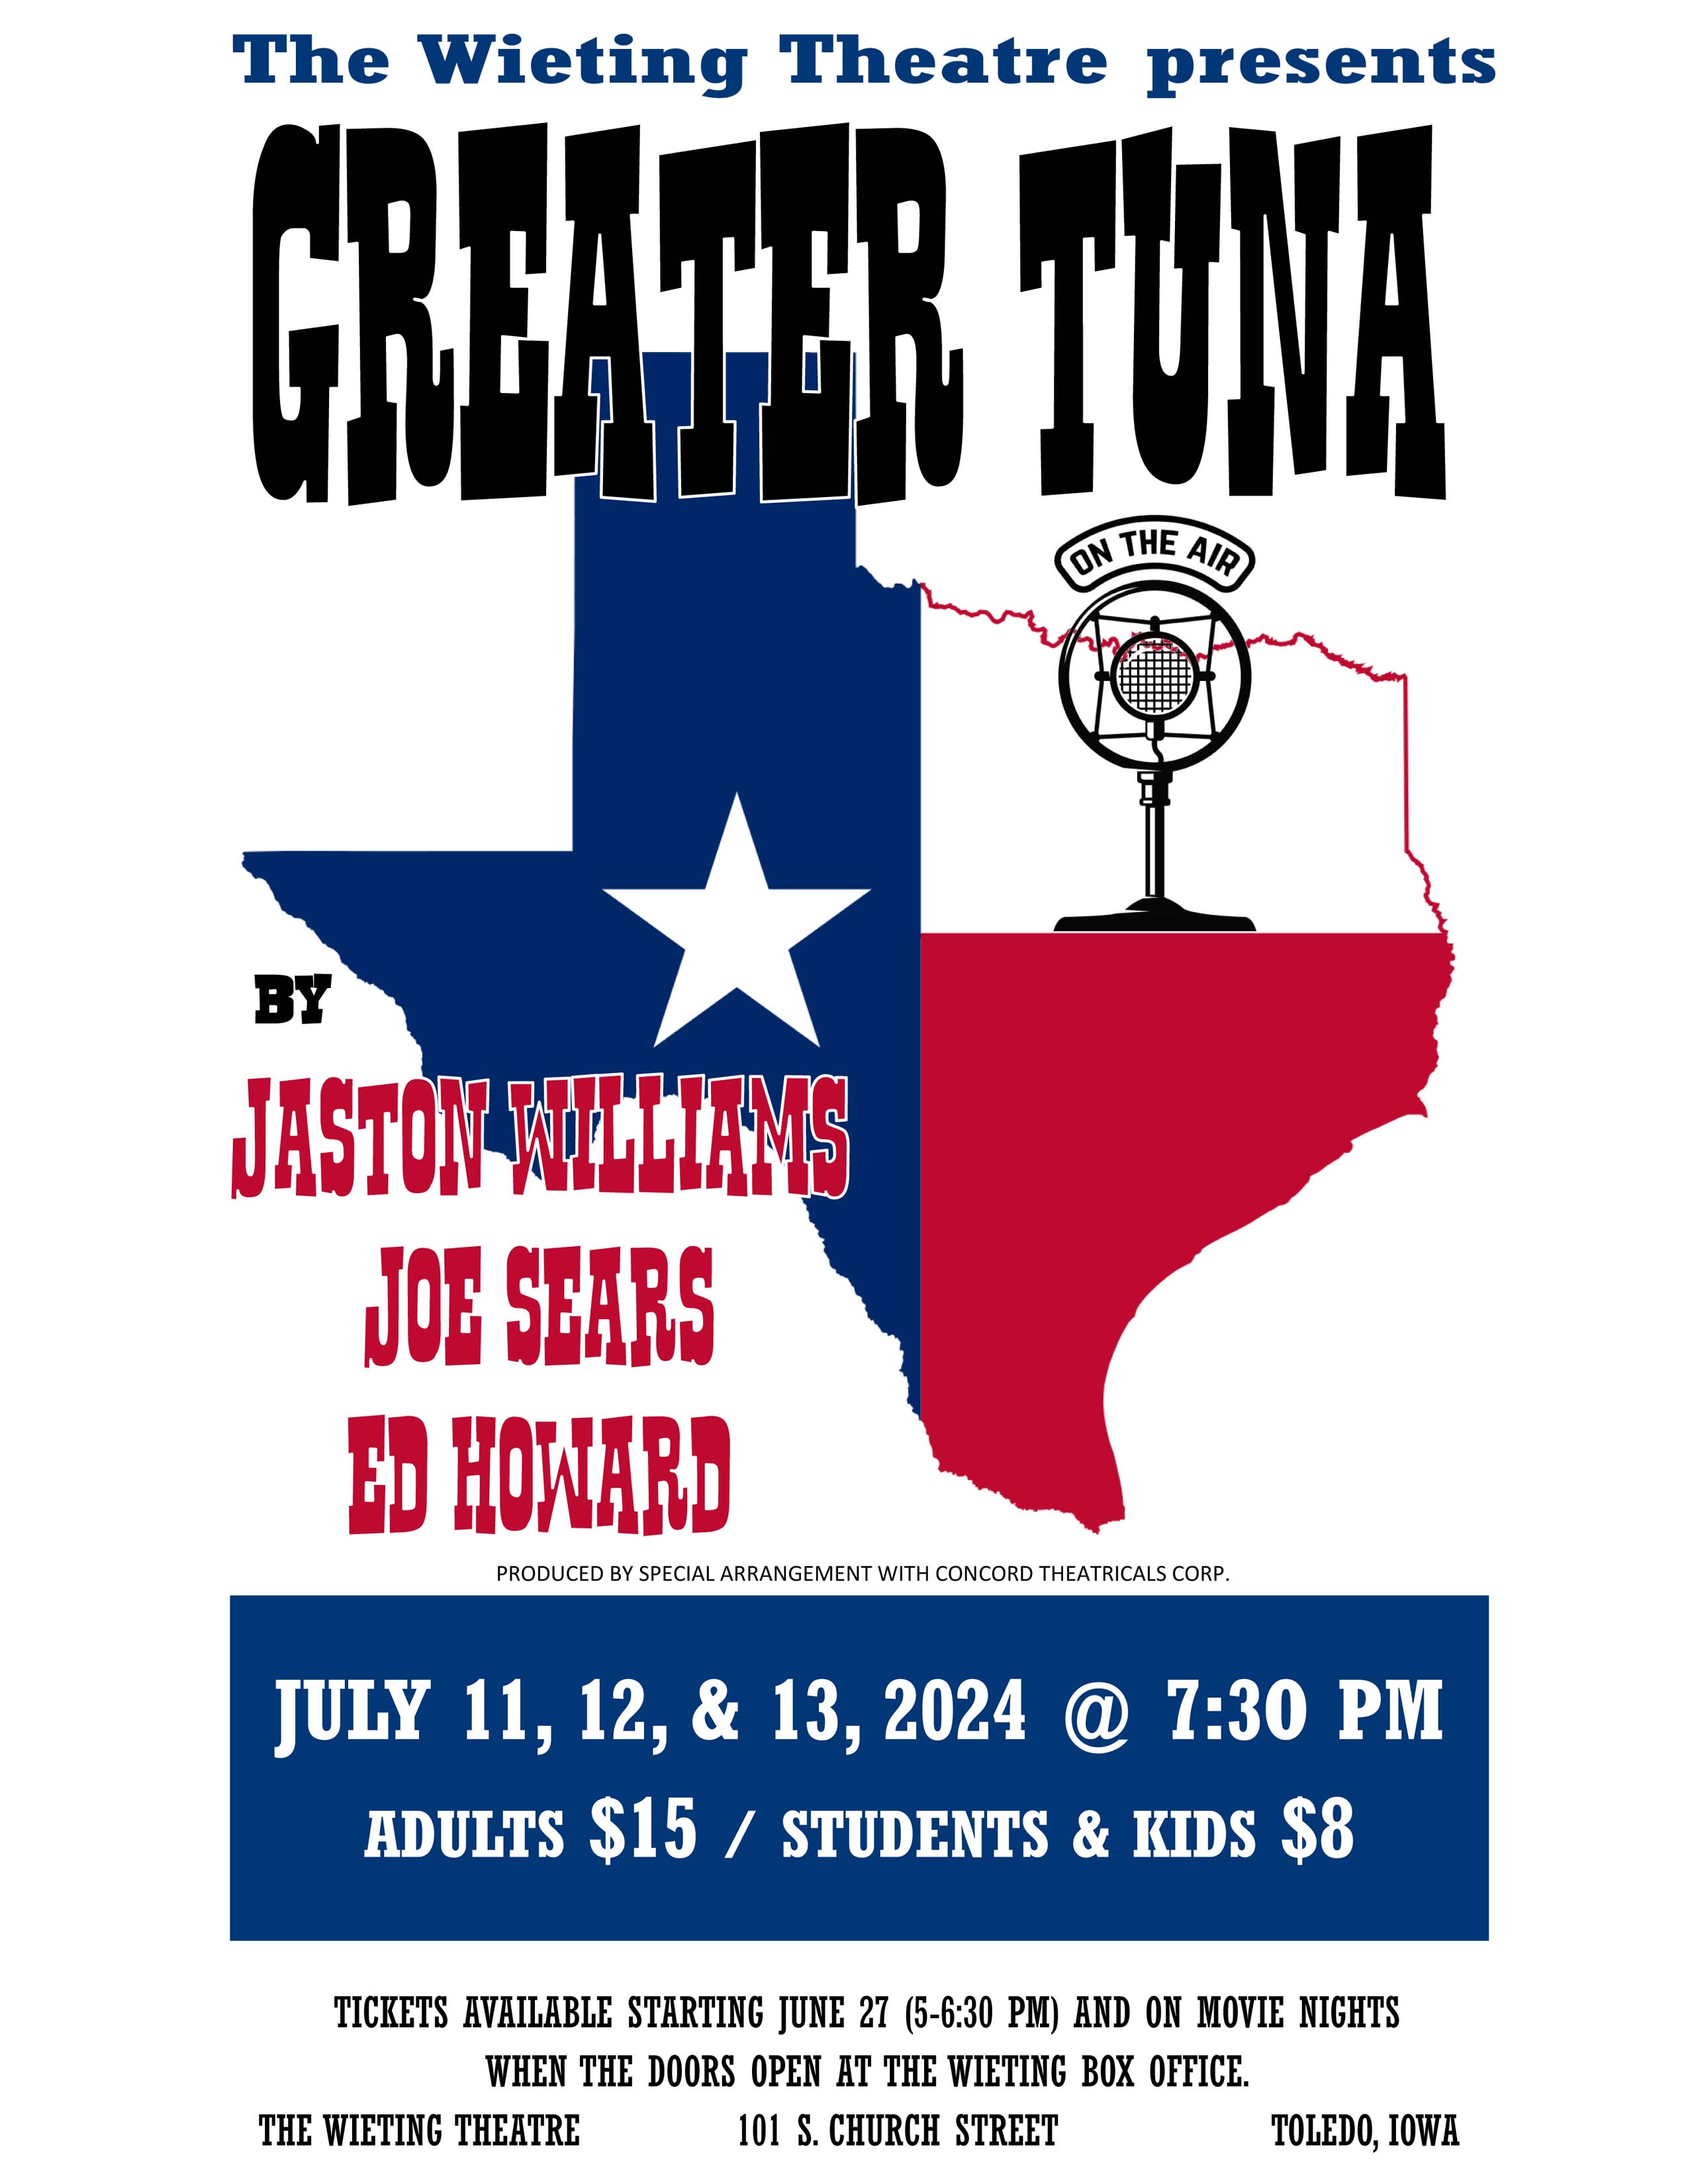 The Wieting Theatre presents
GREATER TUNA
ON THE AIR
BY
JASTON WILLIAMS
JOE SEARS
ED HOWARD
PRODUCED BY SPECIAL ARRANGEMENT WITH CONCORD THEATRICALS CORP.
JULY 11, 12, & 13, 2024 @ 7:30 PM
ADULTS $15 / STUDENTS & KIDS $8
TICKETS AVAILABLE STARTING JUNE 27 (5-6:30 PM) AND ON MOVIE NIGHTS
WHEN THE DOORS OPEN AT THE WIETING BOX OFFICE.
THE WIETING THEATRE 101 S. CHURCH STREET TOLEDO, IOWA